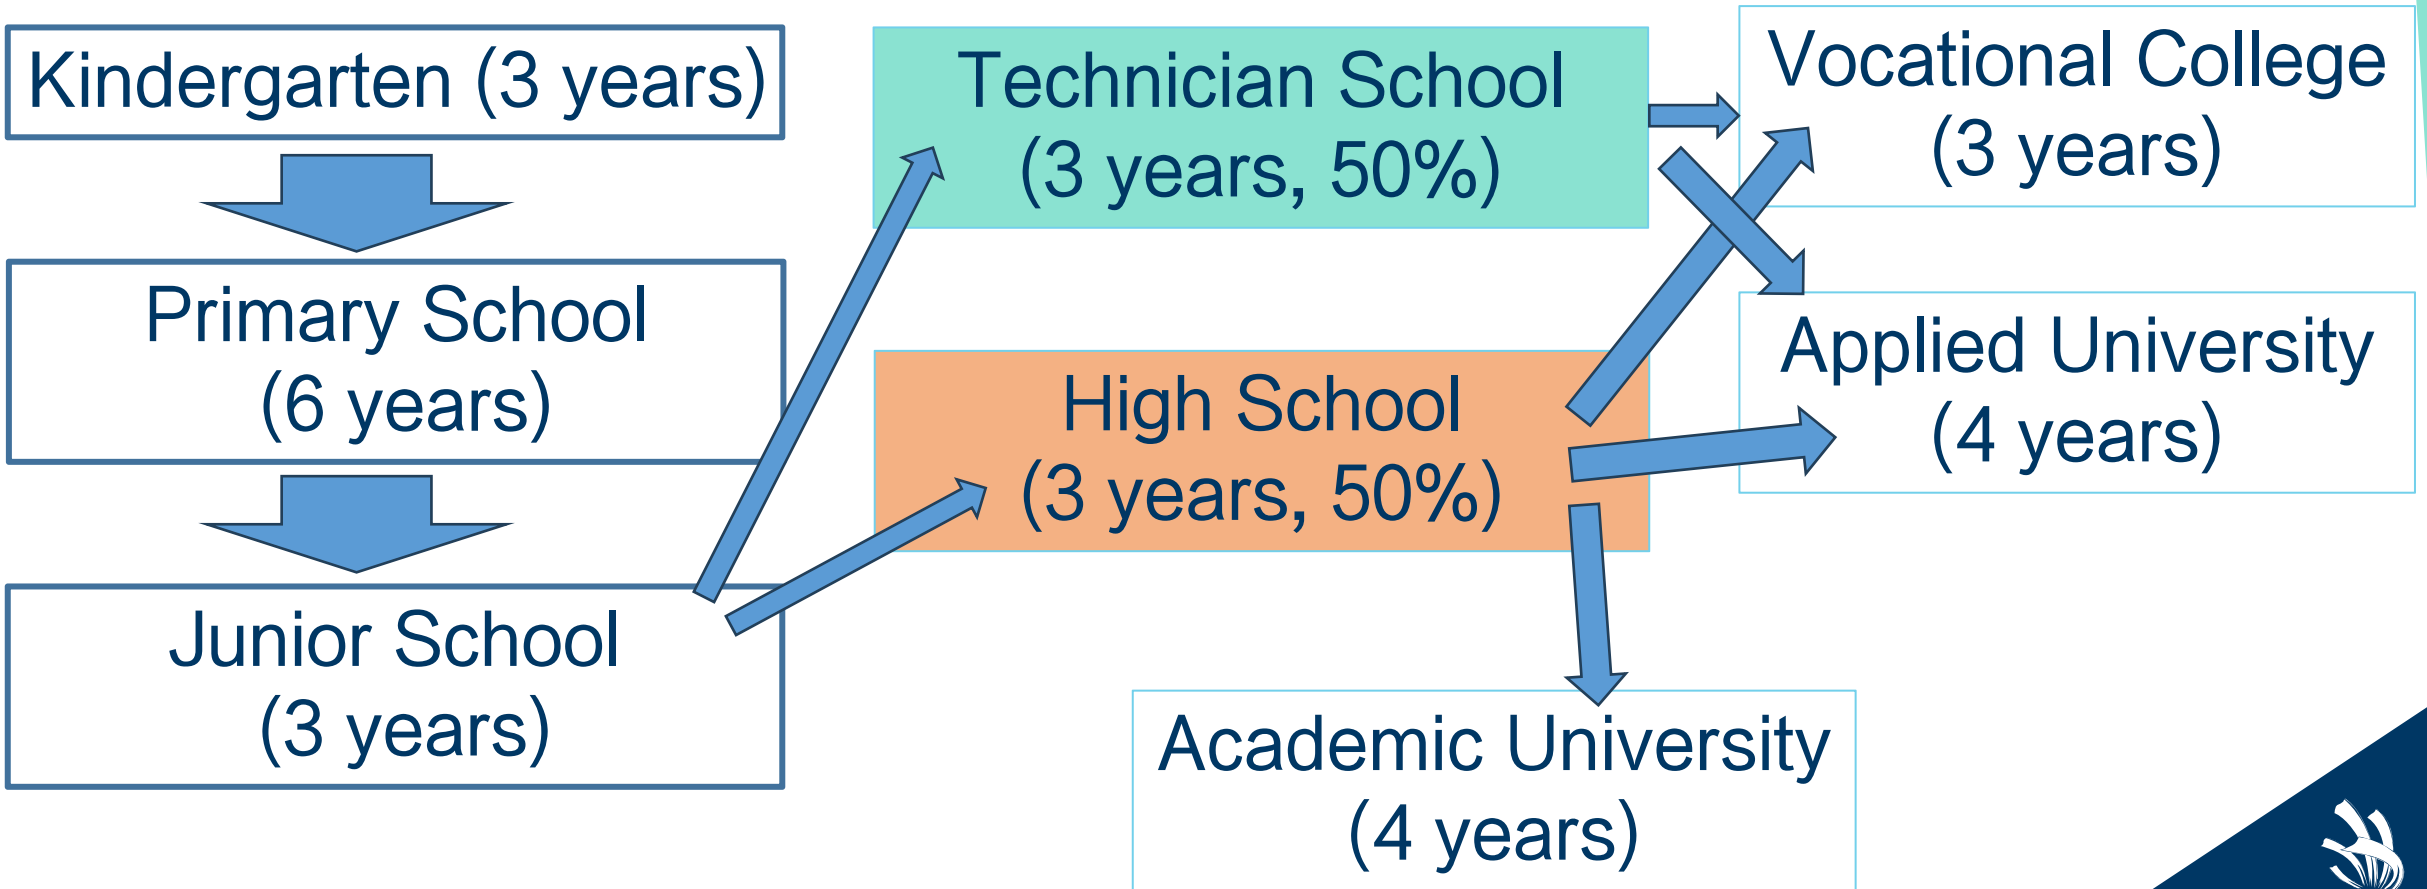 Kindergarten (3 years)
Primary School
(6 years)
Junior School
(3 years)
Technician School
(3 years, 50%)
High School
(3 years, 50%)
Vocational College
(3 years)
Applied University
(4 years)
Academic University
(4 years)